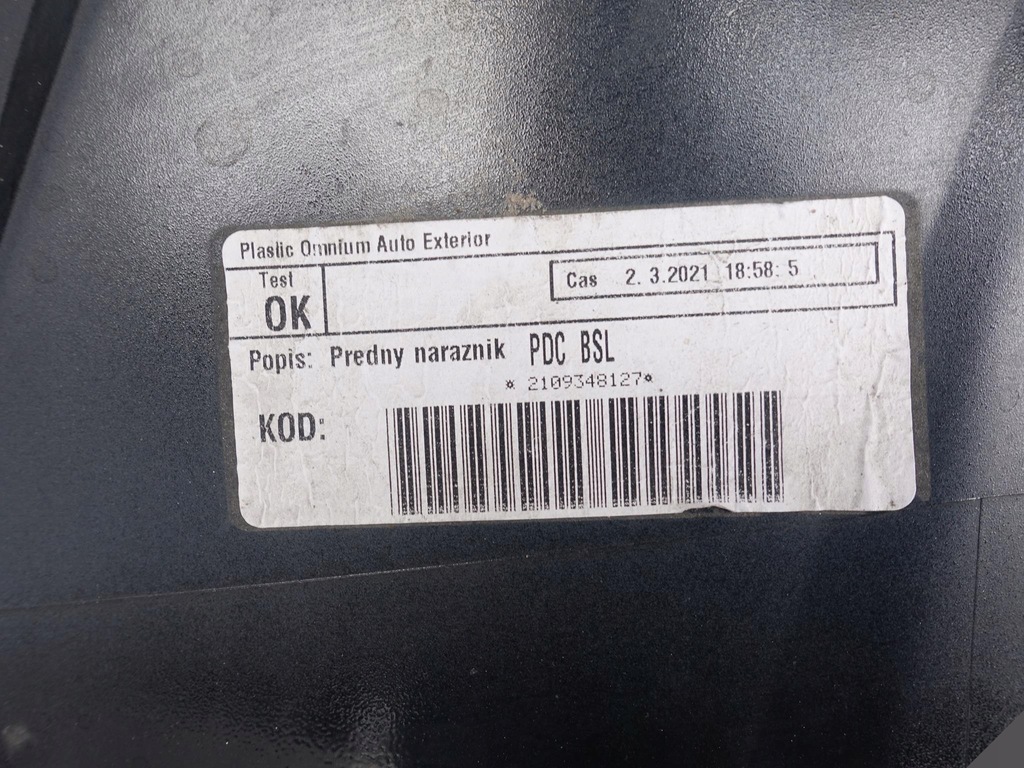 Plastic Omnium Auto Exterior
Test
OK
Cas 2. 3.2021 18:58: 5
Popis: Predny naraznik PDC BSL
* 2109348127*
KOD: